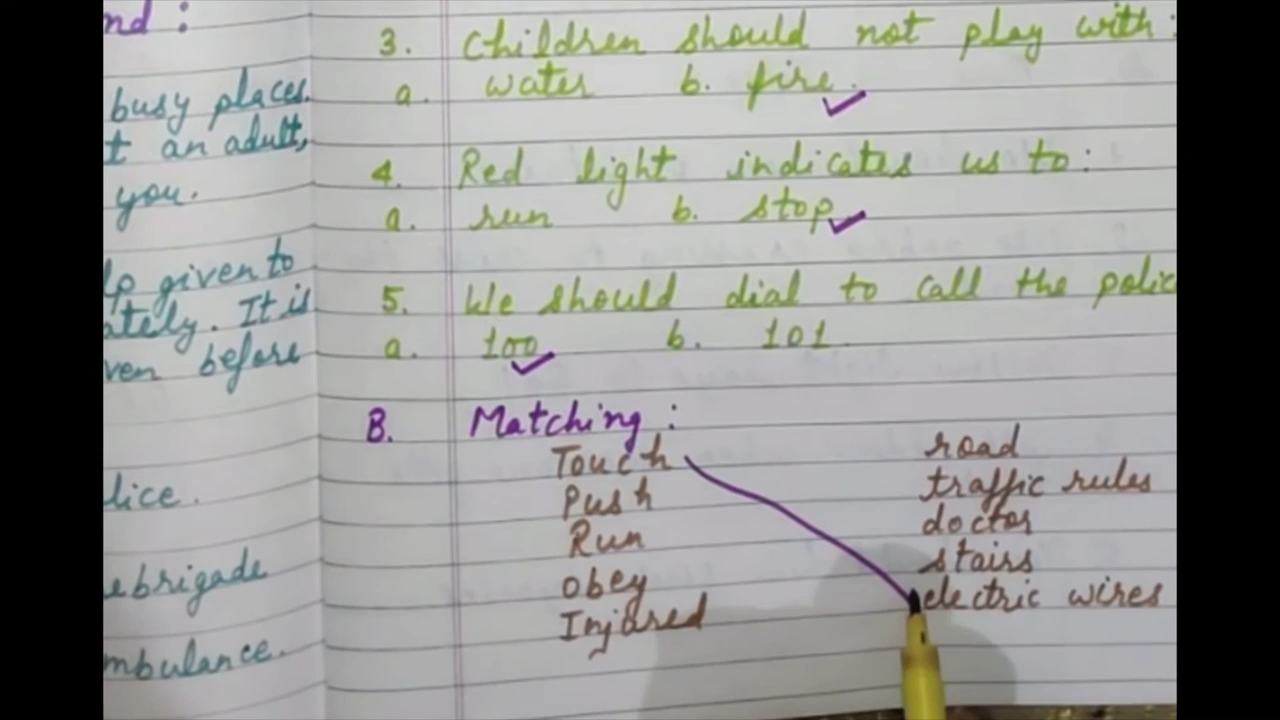 nd :
busy places.
t an adult,
you.
lp given to
ately. It is
ven before
lice.
ebrigade
mbulance.
3. Children should not play with :
a. water b. fire.
4. Red light indicates us to :
a. run b. stop
5. We should dial to call the polic
a. 100 b. 101
B. Matching :
Touch road
Push traffic rules
Run doctor
Obey stairs
Injured electric wires